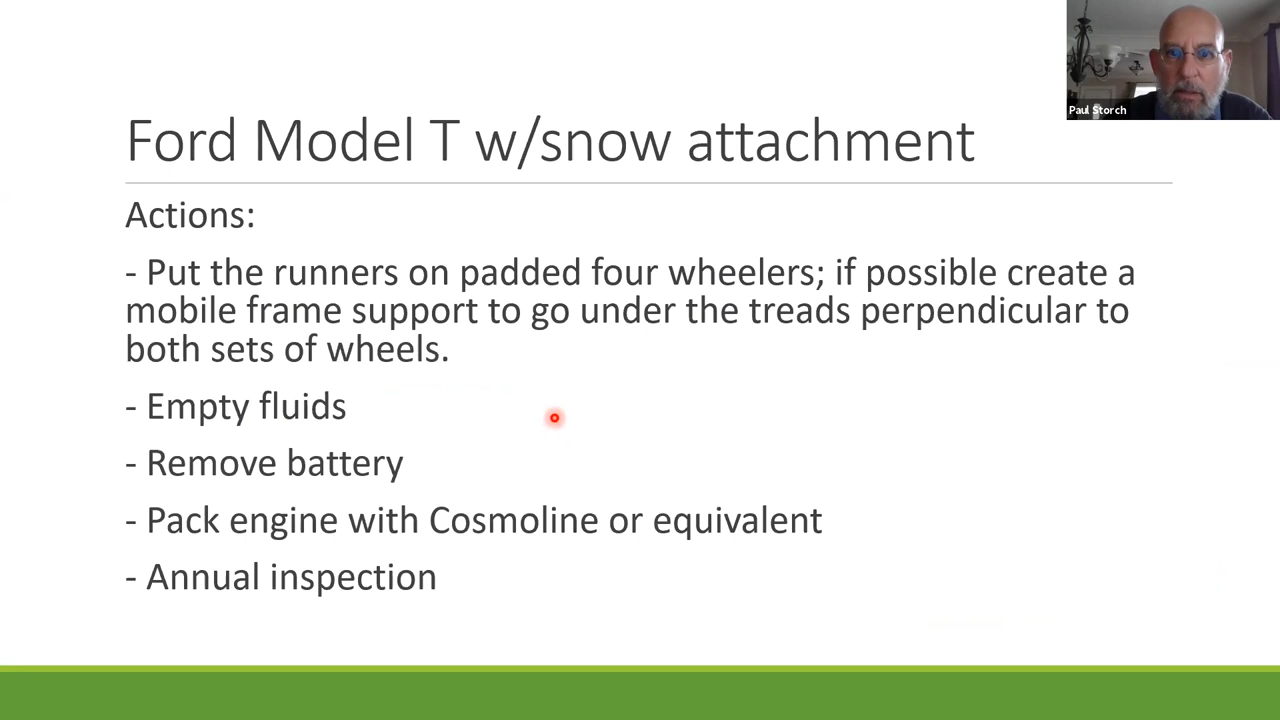 Paul Storch
Ford Model T w/snow attachment
Actions:
- Put the runners on padded four wheelers; if possible create a
mobile frame support to go under the treads perpendicular to
both sets of wheels.
- Empty fluids
- Remove battery
- Pack engine with Cosmoline or equivalent
- Annual inspection